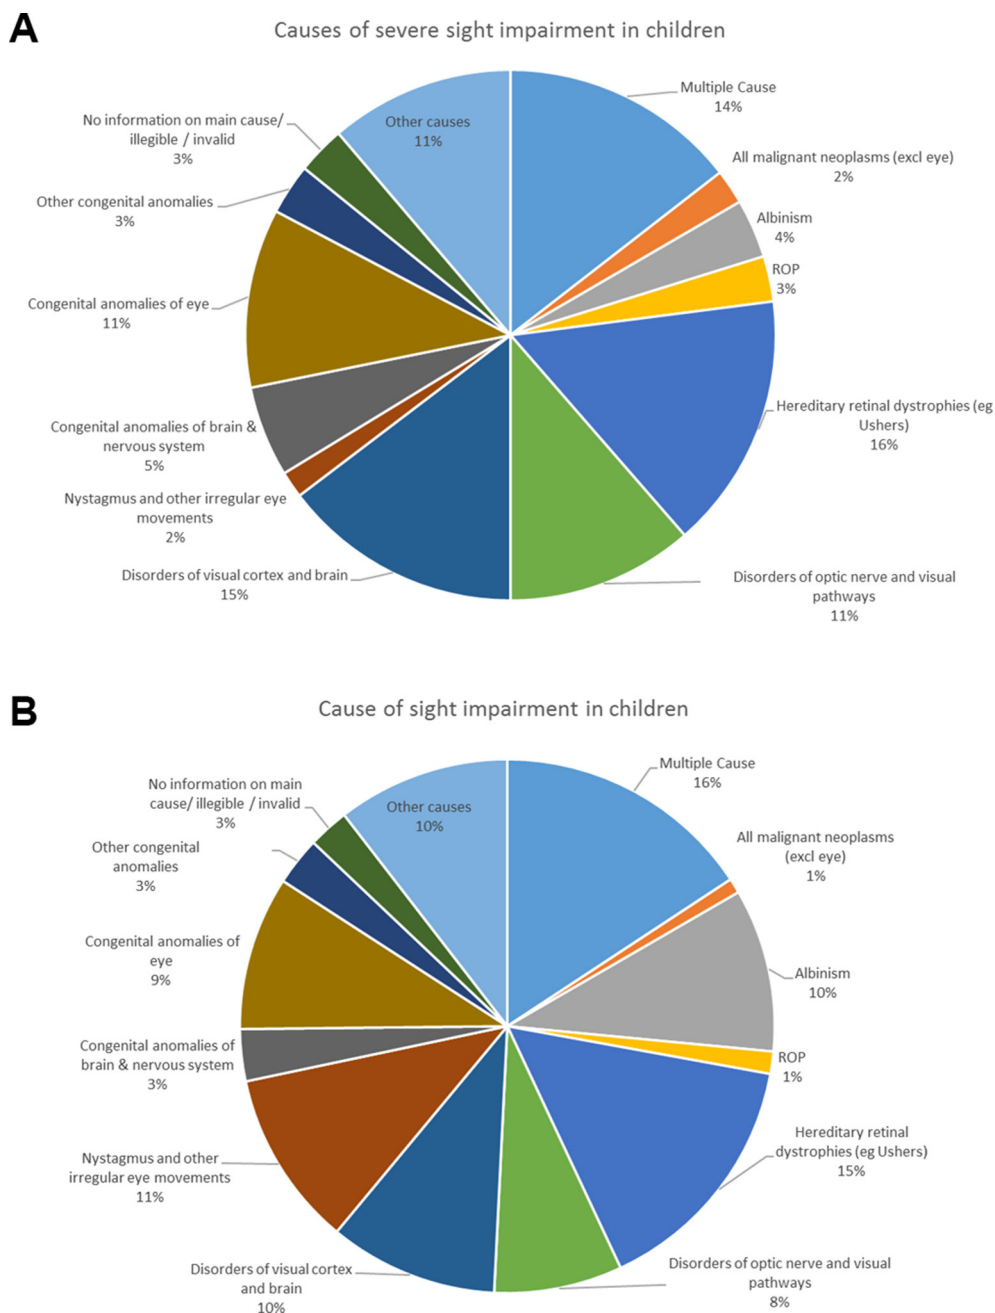 A
Causes of severe sight impairment in children
Multiple Cause
14%
All malignant neoplasms (excl eye)
2%
Albinism
4%
ROP
3%
Hereditary retinal dystrophies (eg
Ushers)
16%
Disorders of optic nerve and visual
pathways
11%
Disorders of visual cortex and brain
15%
Nystagmus and other irregular eye
movements
2%
Congenital anomalies of brain &
nervous system
5%
Congenital anomalies of eye
11%
Other congenital anomalies
3%
No information on main cause/
illegible / invalid
3%
Other causes
11%
B
Cause of sight impairment in children
Multiple Cause
16%
All malignant neoplasms
(excl eye)
1%
Albinism
10%
ROP
1%
Hereditary retinal
dystrophies (eg Ushers)
15%
Disorders of optic nerve and visual
pathways
8%
Disorders of visual cortex
and brain
10%
Nystagmus and other
irregular eye movements
11%
Congenital anomalies of
brain & nervous system
3%
Congenital anomalies of
eye
9%
Other congenital
anomalies
3%
No information on main
cause/ illegible / invalid
3%
Other causes
10%